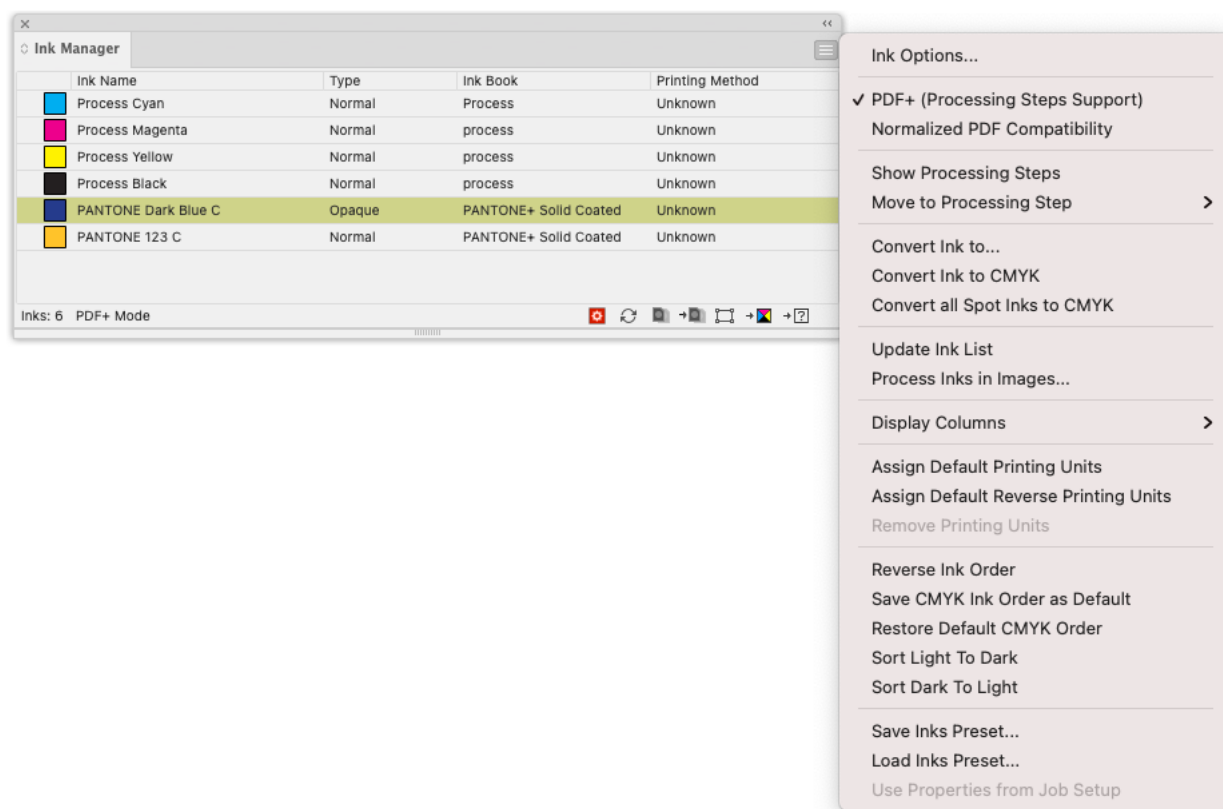 Ink Manager
Ink Name Type Ink Book Printing Method
Process Cyan Normal Process Unknown
Process Magenta Normal process Unknown
Process Yellow Normal process Unknown
Process Black Normal process Unknown
PANTONE Dark Blue C Opaque PANTONE+ Solid Coated Unknown
PANTONE 123 C Normal PANTONE+ Solid Coated Unknown
Inks: 6 PDF+ Mode
Ink Options...
PDF+ (Processing Steps Support)
Normalized PDF Compatibility
Show Processing Steps
Move to Processing Step
Convert Ink to...
Convert Ink to CMYK
Convert all Spot Inks to CMYK
Update Ink List
Process Inks in Images...
Display Columns
Assign Default Printing Units
Assign Default Reverse Printing Units
Remove Printing Units
Reverse Ink Order
Save CMYK Ink Order as Default
Restore Default CMYK Order
Sort Light To Dark
Sort Dark To Light
Save Inks Preset...
Load Inks Preset...
Use Properties from Job Setup